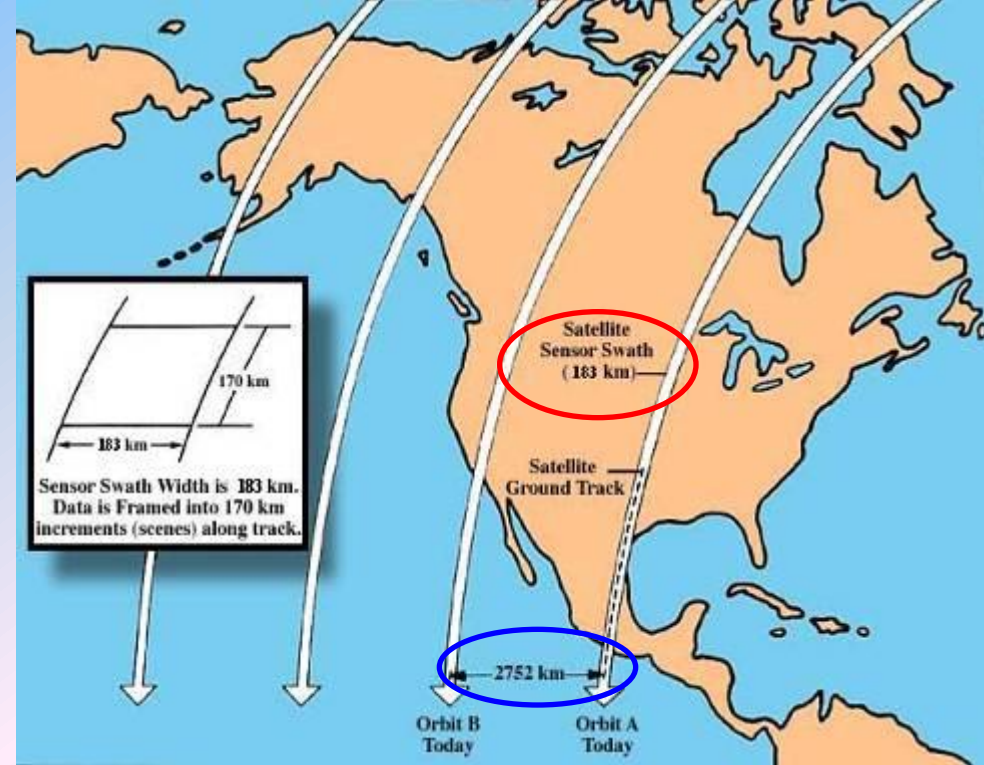 Satellite
Sensor Swath
(183 km)
170 km
183 km
Sensor Swath Width is 183 km.
Data is Framed into 170 km
increments (scenes) along track.
Satellite
Ground Track
2752 km
Orbit B
Today
Orbit A
Today